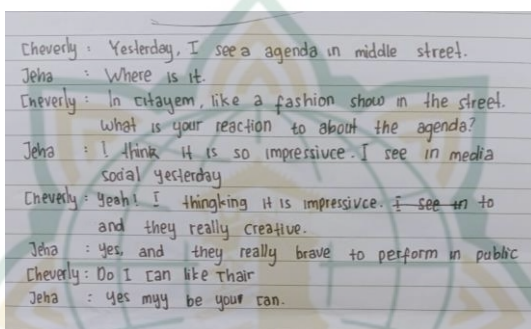 Cheverly : Yesterday, I see a agenda in middle street.
Jeha : Where is it.
Cheverly : In citayem, like a fashion show in the street.
what is your reaction to about the agenda?
Jeha : I think it is so impressivce. I see in media
social yesterday
Cheverly : Yeah! I thingking it is impressivce. I see in to
and they really creative.
Jeha : Yes, and they really brave to perform in public
Cheverly : Do I can like Thair
Jeha : Yes myy be your can.